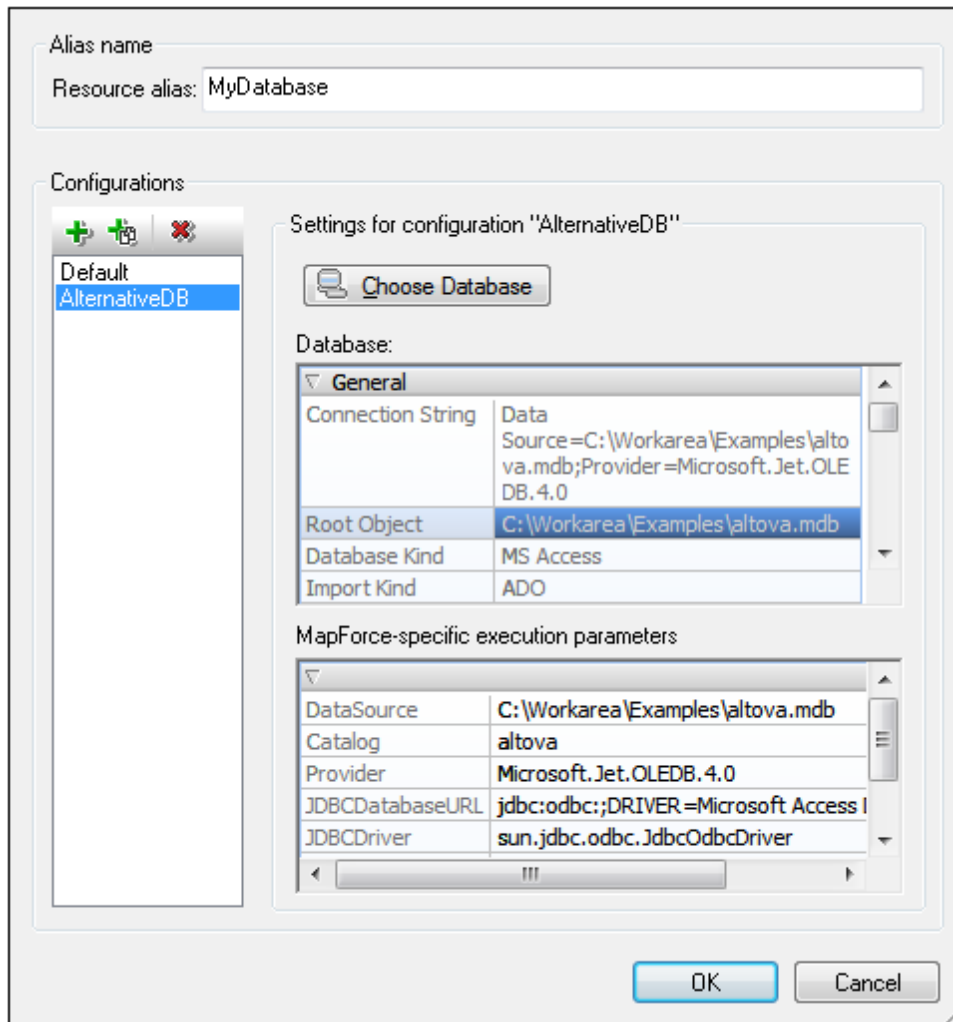 Alias name
Resource alias: MyDatabase
Configurations
Default
AlternativeDB
Settings for configuration "AlternativeDB"
Choose Database
Database:
General
Connection String Data
Source=C:\Workarea\Examples\alto
va.mdb;Provider=Microsoft.Jet.OLE
DB.4.0
Root Object C:\Workarea\Examples\altova.mdb
Database Kind MS Access
Import Kind ADO
MapForce-specific execution parameters
DataSource C:\Workarea\Examples\altova.mdb
Catalog altova
Provider Microsoft.Jet.OLEDB.4.0
JDBCDatabaseURL jdbc:odbc:;DRIVER=Microsoft Access
JDBCDriver sun.jdbc.odbc.JdbcOdbcDriver
OK Cancel